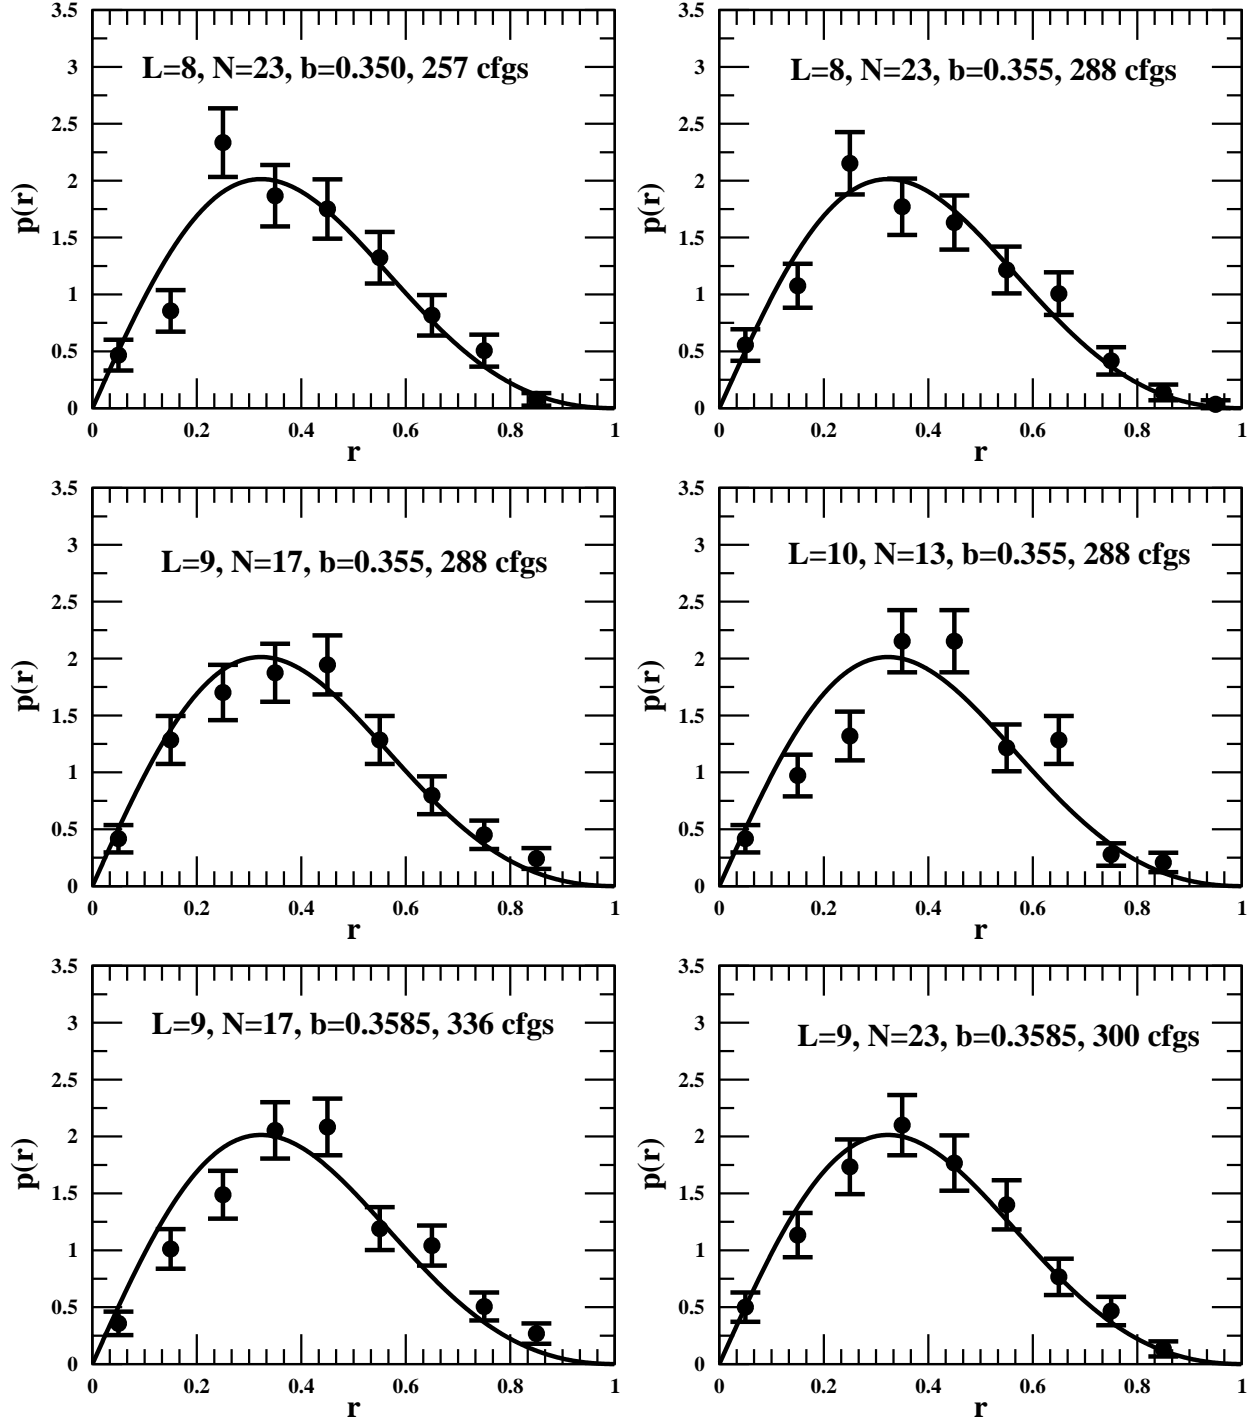 L=8, N=23, b=0.350, 257 cfgs
p(r)
3.5
3
2.5
2
1.5
1
0.5
0
0 0.2 0.4 0.6 0.8 1
r
L=8, N=23, b=0.355, 288 cfgs
p(r)
3.5
3
2.5
2
1.5
1
0.5
0
0 0.2 0.4 0.6 0.8 1
r
L=9, N=17, b=0.355, 288 cfgs
p(r)
3.5
3
2.5
2
1.5
1
0.5
0
0 0.2 0.4 0.6 0.8 1
r
L=10, N=13, b=0.355, 288 cfgs
p(r)
3.5
3
2.5
2
1.5
1
0.5
0
0 0.2 0.4 0.6 0.8 1
r
L=9, N=17, b=0.3585, 336 cfgs
p(r)
3.5
3
2.5
2
1.5
1
0.5
0
0 0.2 0.4 0.6 0.8 1
r
L=9, N=23, b=0.3585, 300 cfgs
p(r)
3.5
3
2.5
2
1.5
1
0.5
0
0 0.2 0.4 0.6 0.8 1
r